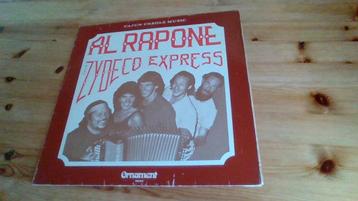 CAJUN CREOLE MUSIC
AL RAPONE
ZYDECO EXPRESS
Ornament